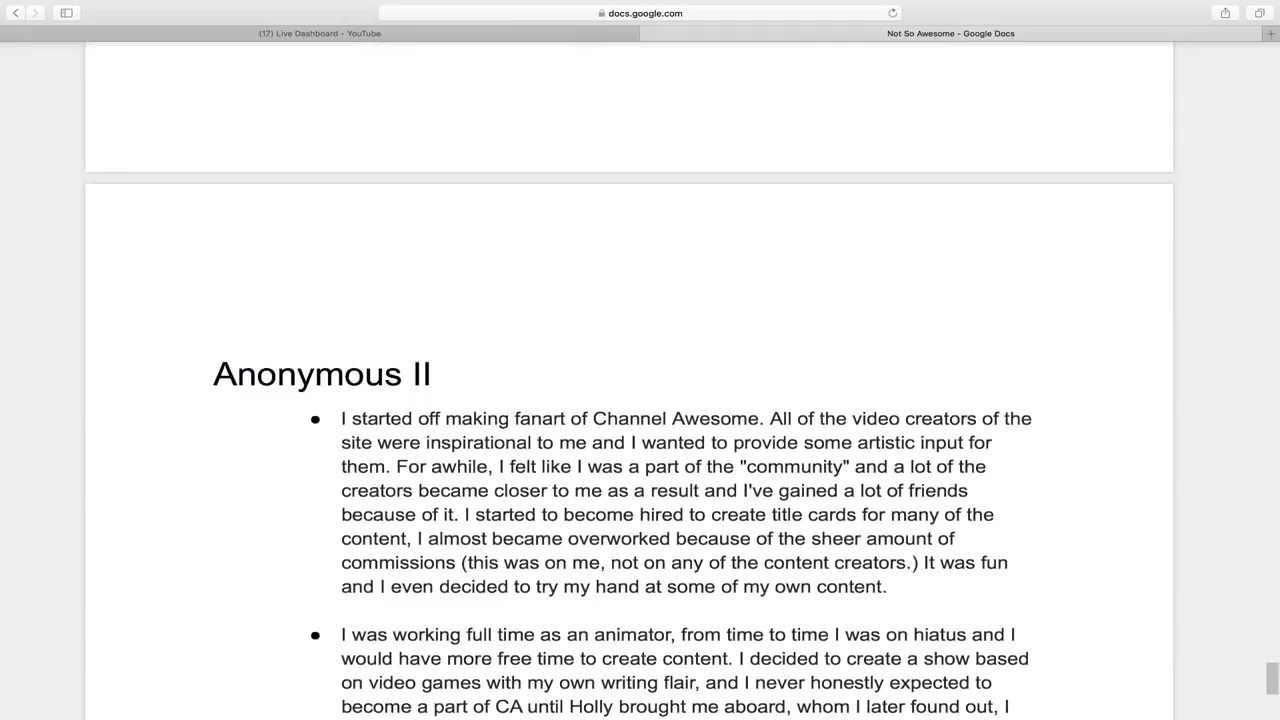 docs.google.com
(17) Live Dashboard - YouTube
Not So Awesome - Google Docs
Anonymous II
● I started off making fanart of Channel Awesome. All of the video creators of the
site were inspirational to me and I wanted to provide some artistic input for
them. For awhile, I felt like I was a part of the "community" and a lot of the
creators became closer to me as a result and I've gained a lot of friends
because of it. I started to become hired to create title cards for many of the
content, I almost became overworked because of the sheer amount of
commissions (this was on me, not on any of the content creators.) It was fun
and I even decided to try my hand at some of my own content.
● I was working full time as an animator, from time to time I was on hiatus and I
would have more free time to create content. I decided to create a show based
on video games with my own writing flair, and I never honestly expected to
become a part of CA until Holly brought me aboard, whom I later found out, I